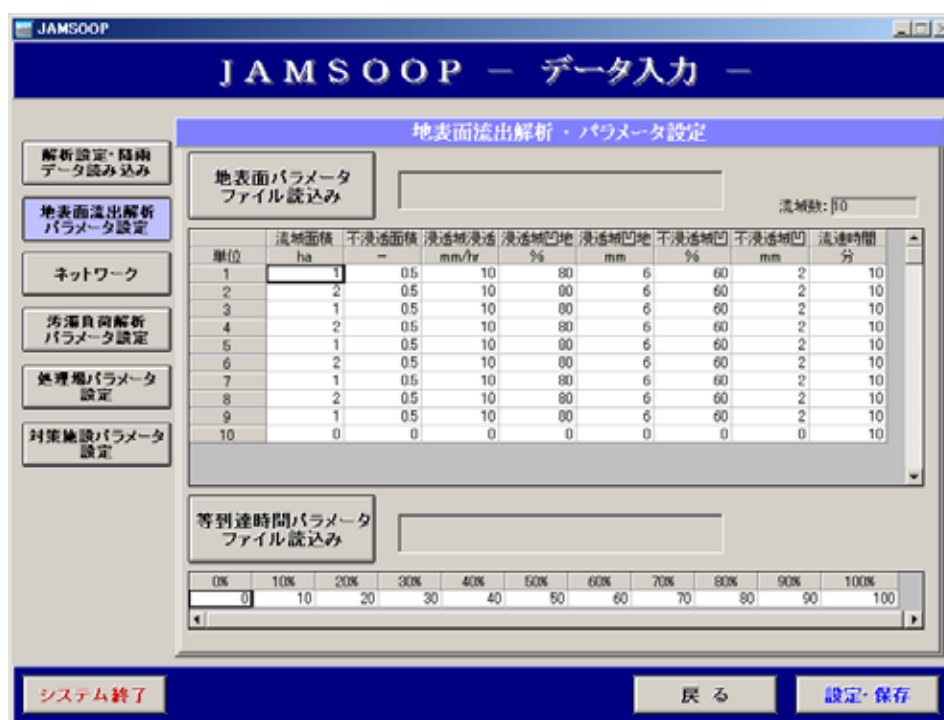 JAMSOOP
JAMSOOP － データ入力 －
地表面流出解析・パラメータ設定
解析設定・降雨
データ読み込み
地表面流出解析
パラメータ設定
ネットワーク
汚濁負荷解析
パラメータ設定
処理場パラメータ
設定
対策施設パラメータ
設定
地表面パラメータ
ファイル読込み
流域数: 10
流域面積 不浸透面積 浸透域浸透 浸透域凹地 浸透域凹地 不浸透域凹 不浸透域凹 流達時間
単位 ha － mm/hr % mm % mm 分
1 1 0.5 10 80 6 60 2 10
2 2 0.5 10 80 6 60 2 10
3 1 0.5 10 80 6 60 2 10
4 2 0.5 10 80 6 60 2 10
5 1 0.5 10 80 6 60 2 10
6 2 0.5 10 80 6 60 2 10
7 1 0.5 10 80 6 60 2 10
8 2 0.5 10 80 6 60 2 10
9 1 0.5 10 80 6 60 2 10
10 0 0 0 0 0 0 0 10
等到達時間パラメータ
ファイル読込み
0% 10% 20% 30% 40% 50% 60% 70% 80% 90% 100%
0 10 20 30 40 50 60 70 80 90 100
システム終了
戻る
設定・保存